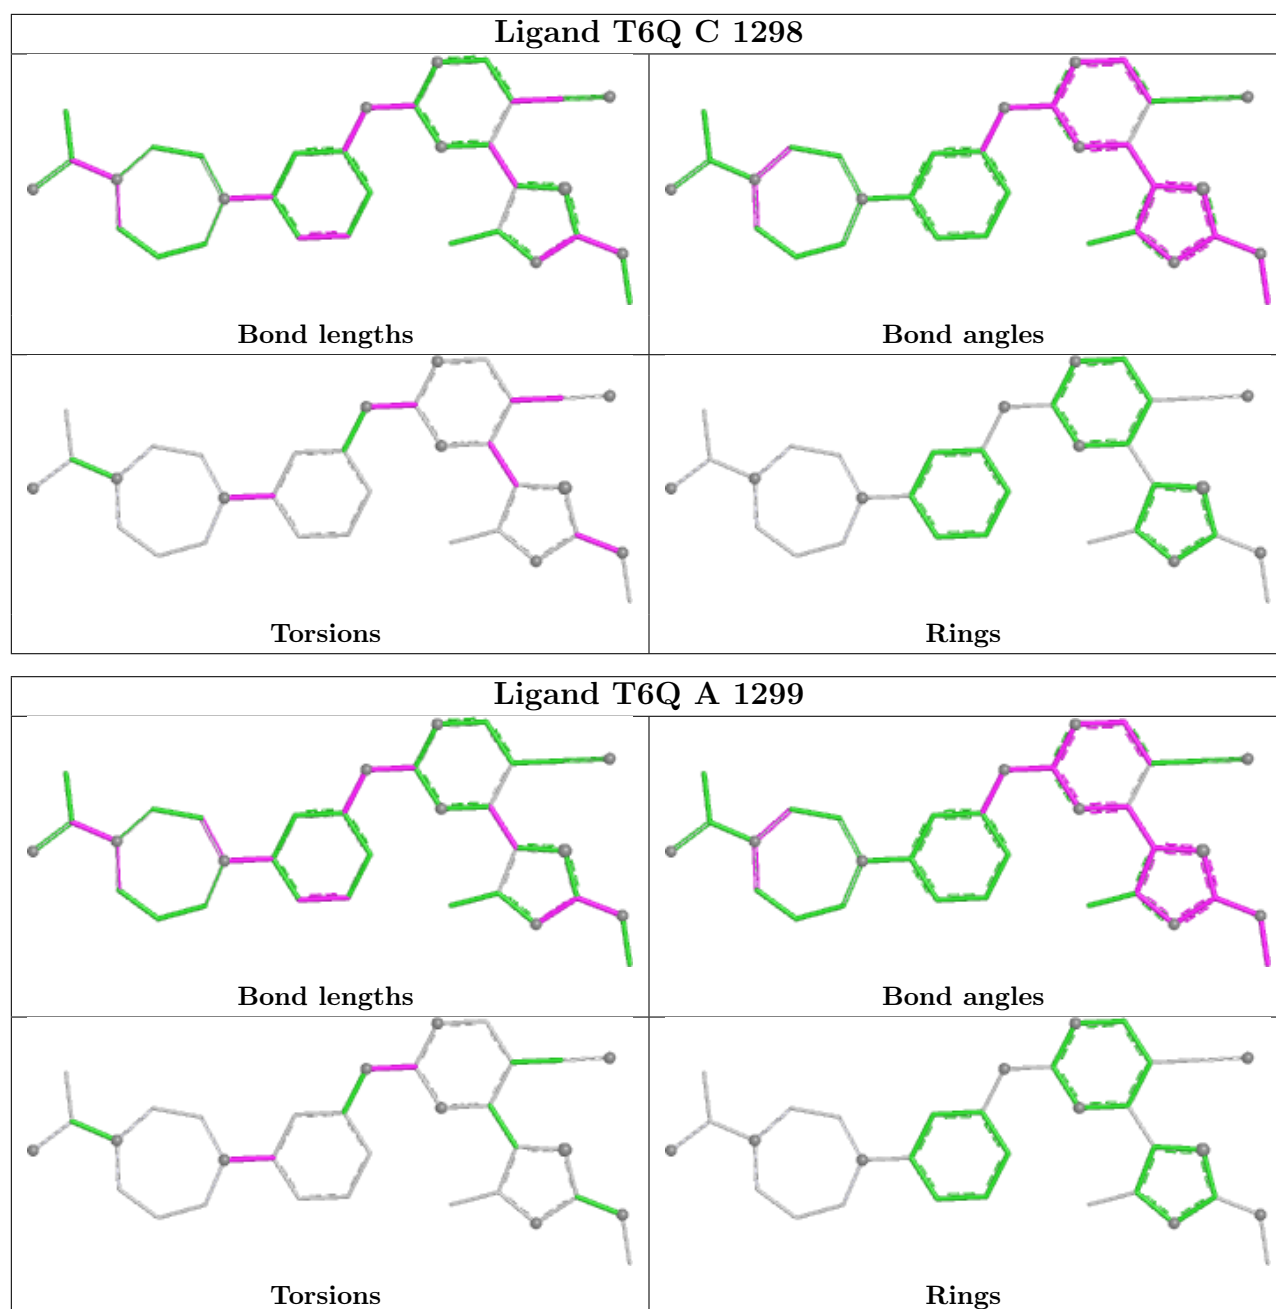 Ligand T6Q C 1298
Bond lengths
Bond angles
Torsions
Rings
Ligand T6Q A 1299
Bond lengths
Bond angles
Torsions
Rings